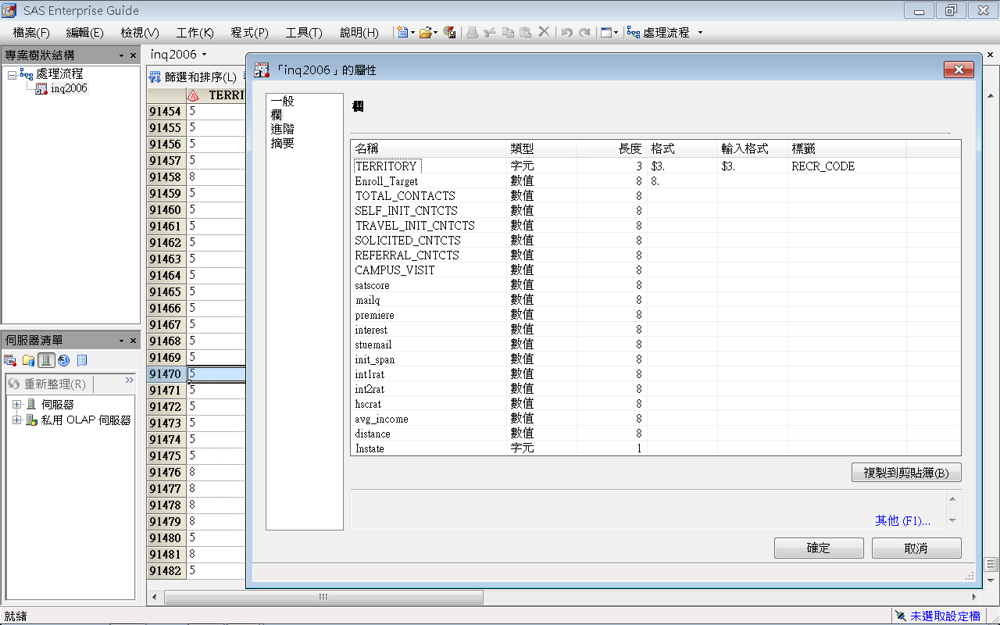 SAS Enterprise Guide
檔案(F) 編輯(E) 檢視(V) 工作(K) 程式(P) 工具(T) 說明(H) 處理流程
專案樹狀結構
處理流程
inq2006
inq2006
篩選和排序(L)
TERRI
91454 5
91455 5
91456 5
91457 5
91458 8
91459 5
91460 5
91461 5
91462 5
91463 5
91464 5
91465 5
91466 5
91467 5
91468 5
91469 5
91470 5
91471 5
91472 5
91473 5
91474 5
91475 5
91476 8
91477 8
91478 8
91479 8
91480 5
91481 8
91482 5
伺服器清單
重新整理(R)
伺服器
私用 OLAP 伺服器
「inq2006」的屬性
一般
欄
進階
摘要
欄
名稱 類型 長度 格式 輸入格式 標籤
TERRITORY 字元 3 $3. $3. RECR_CODE
Enroll_Target 數值 8 8.
TOTAL_CONTACTS 數值 8
SELF_INIT_CNTCTS 數值 8
TRAVEL_INIT_CNTCTS 數值 8
SOLICITED_CNTCTS 數值 8
REFERRAL_CNTCTS 數值 8
CAMPUS_VISIT 數值 8
satscore 數值 8
mailq 數值 8
premiere 數值 8
interest 數值 8
stuemail 數值 8
init_span 數值 8
int1rat 數值 8
int2rat 數值 8
hscrat 數值 8
avg_income 數值 8
distance 數值 8
Instate 字元 1
複製到剪貼簿(B)
其他 (F1)...
確定 取消
就緒
未選取設定檔